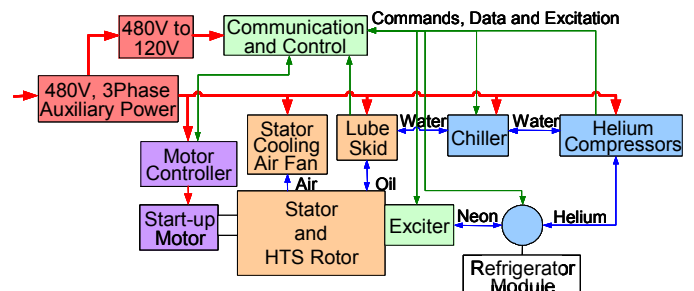 480V to
120V
Communication
and Control
Commands, Data and Excitation
480V, 3Phase
Auxiliary Power
Motor
Controller
Stator
Cooling
Air Fan
Lube
Skid
Water
Chiller
Water
Helium
Compressors
Air
Oil
Start-up
Motor
Stator
and
HTS Rotor
Exciter
Neon
Helium
Refrigerator
Module